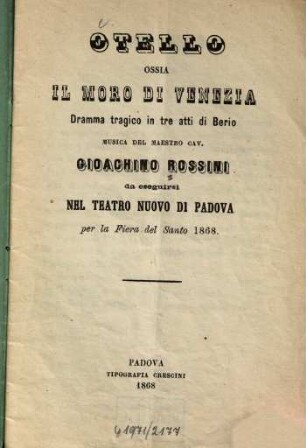 OTELLO
OSSIA
IL MORO DI VENEZIA
Dramma tragico in tre atti di Berio
MUSICA DEL MAESTRO CAV.
GIOACHINO ROSSINI
da eseguirsi
NEL TEATRO NUOVO DI PADOVA
per la Fiera del Santo 1868.
PADOVA
TIPOGRAFIA CRESCINI
1868